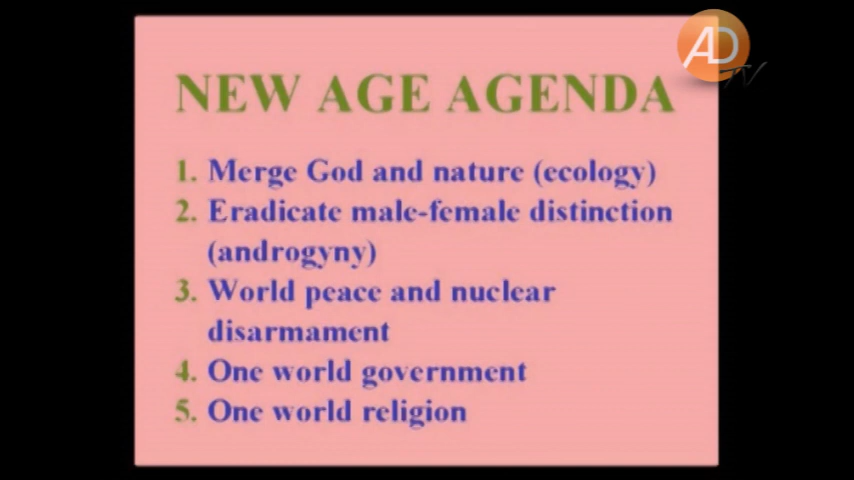 AD
TV
NEW AGE AGENDA
1. Merge God and nature (ecology)
2. Eradicate male-female distinction
(androgyny)
3. World peace and nuclear
disarmament
4. One world government
5. One world religion